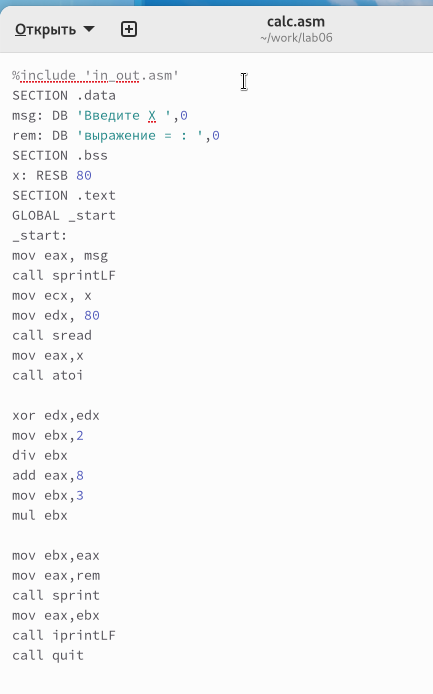 Открыть
calc.asm
~/work/lab06
%include 'in_out.asm'
SECTION .data
msg: DB 'Введите X ',0
rem: DB 'выражение = : ',0
SECTION .bss
x: RESB 80
SECTION .text
GLOBAL _start
_start:
mov eax, msg
call sprintLF
mov ecx, x
mov edx, 80
call sread
mov eax,x
call atoi
xor edx,edx
mov ebx,2
div ebx
add eax,8
mov ebx,3
mul ebx
mov ebx,eax
mov eax,rem
call sprint
mov eax,ebx
call iprintLF
call quit